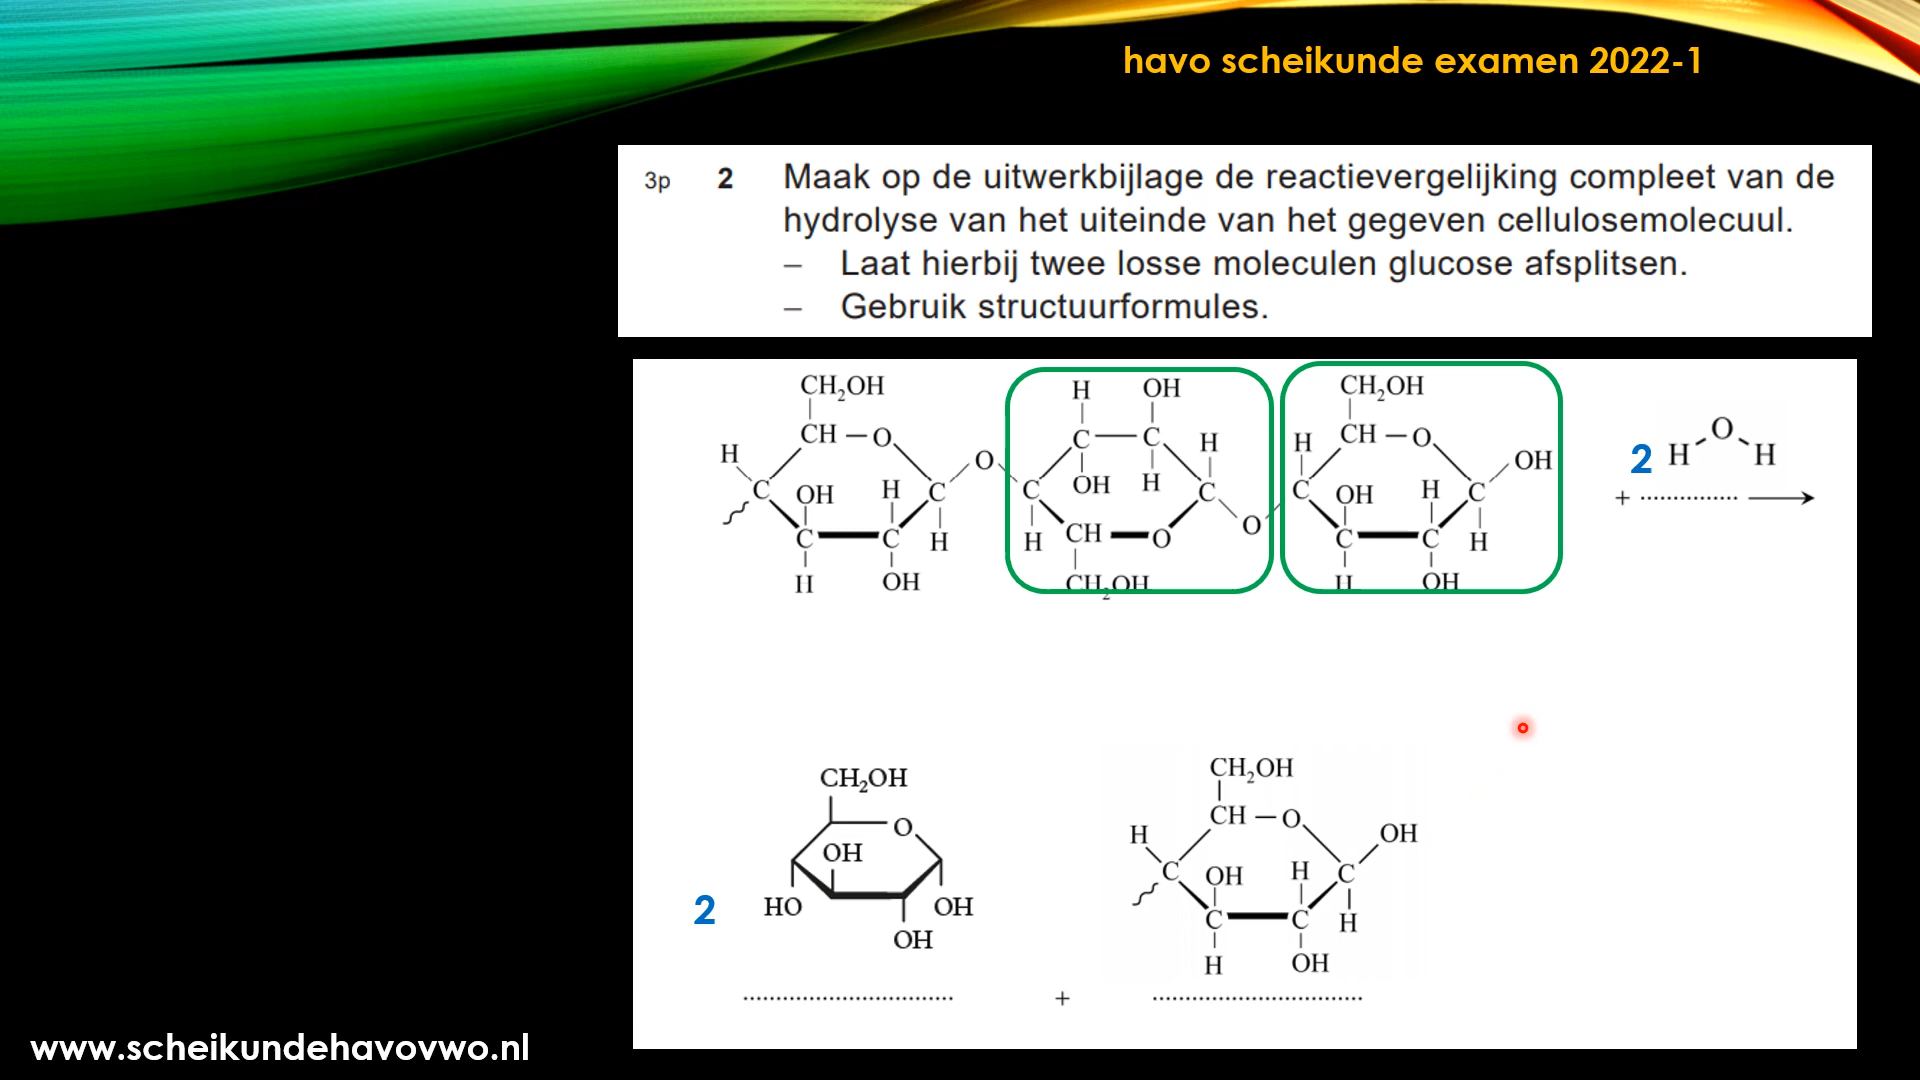 havo scheikunde examen 2022-1
3p 2 Maak op de uitwerkbijlage de reactievergelijking compleet van de
hydrolyse van het uiteinde van het gegeven cellulosemolecuul.
– Laat hierbij twee losse moleculen glucose afsplitsen.
– Gebruik structuurformules.
CH₂OH H OH CH₂OH
CH – O C C H H CH – O OH
H O
C OH H C C OH H C C OH H C
C C H H CH O O C C H
H OH CH₂OH H OH
2 H O H
+ .............. →
CH₂OH
O
OH
2 HO OH
OH
CH₂OH
CH – O OH
H
C OH H C
C C H
H OH
.............................. + ..............................
www.scheikundehavovwo.nl